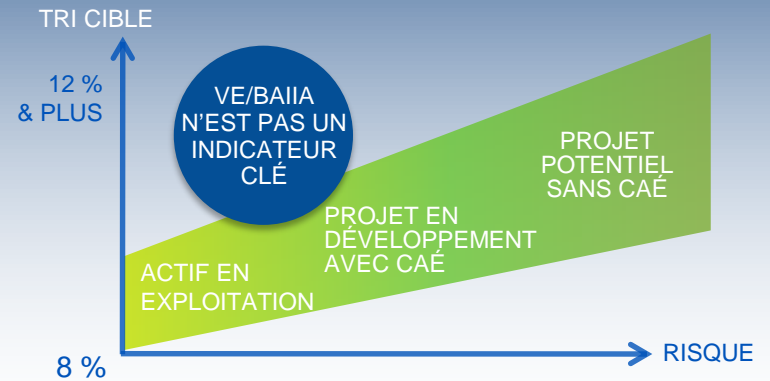 TRI CIBLE
12 %
& PLUS
VE/BAIIA
N'EST PAS UN
INDICATEUR
CLÉ
PROJET
POTENTIEL
SANS CAÉ
PROJET EN
DÉVELOPPEMENT
AVEC CAÉ
ACTIF EN
EXPLOITATION
RISQUE
8 %